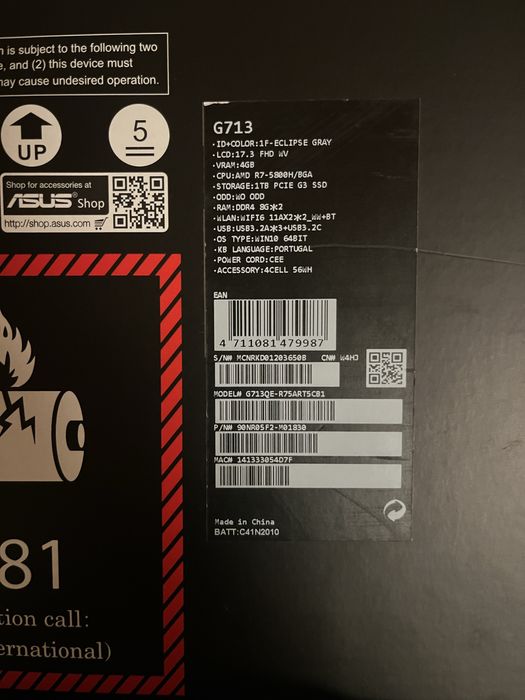 n is subject to the following two
e, and (2) this device must
may cause undesired operation.
UP
5
Shop for accessories at
ASUS Shop
http://shop.asus.com
G713
·ID+COLOR:1F-ECLIPSE GRAY
·LCD:17.3 FHD WV
·VRAM:4GB
·CPU:AMD R7-5800H/BGA
·STORAGE:1TB PCIE G3 SSD
·ODD:WO ODD
·RAM:DDR4 8G*2
·WLAN:WIFI6 11AX2*2_WW+BT
·USB:USB3.2A*3+USB3.2C
·OS TYPE:WIN10 64BIT
·KB LANGUAGE:PORTUGAL
·POWER CORD:CEE
·ACCESSORY:4CELL 56WH
EAN
4 711081 479987
S/N# MCNRKD01203650B CN# W4HJ
MODEL# G713QE-R75ART5CB1
P/N# 90NR05F2-M01830
MAC# 141333054D7F
Made in China
BATT:C41N2010
81
tion call:
ernational)